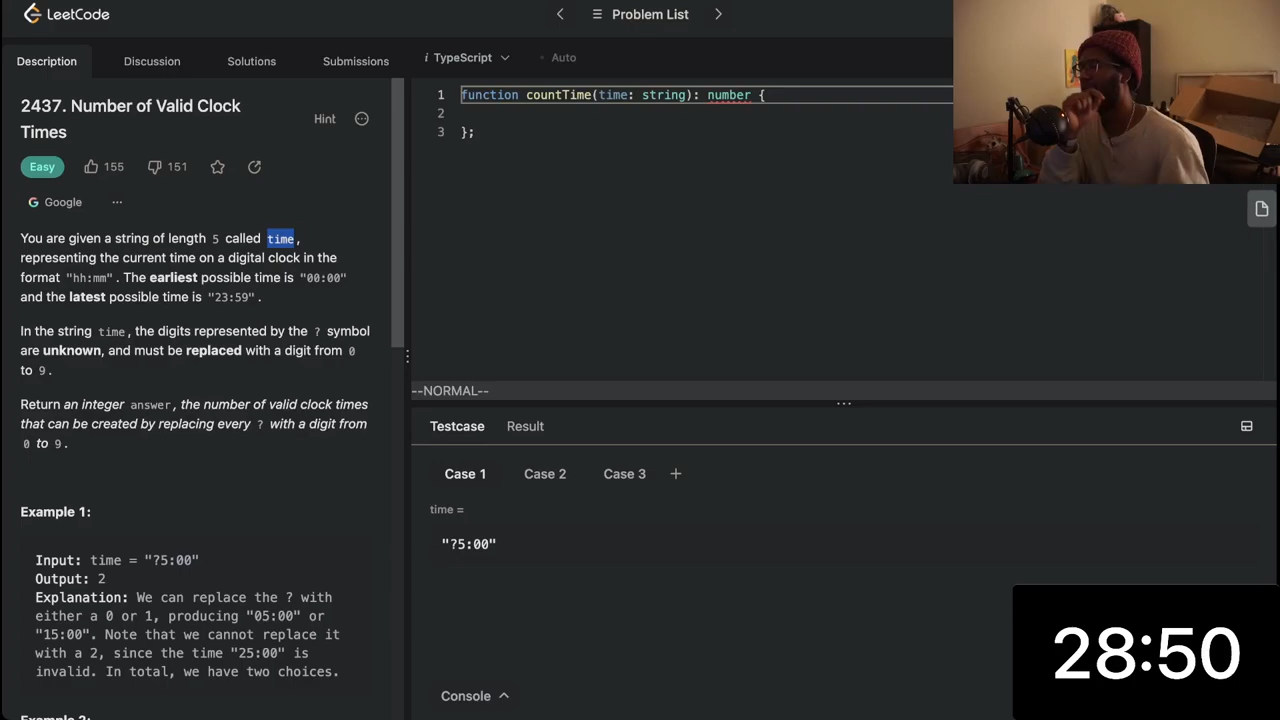 LeetCode
Problem List
Description
Discussion
Solutions
Submissions
i TypeScript
• Auto
2437. Number of Valid Clock
Times
Hint
Easy
155
151
Google
...
You are given a string of length 5 called time,
representing the current time on a digital clock in the
format "hh:mm". The earliest possible time is "00:00"
and the latest possible time is "23:59".
In the string time, the digits represented by the ? symbol
are unknown, and must be replaced with a digit from 0
to 9.
Return an integer answer, the number of valid clock times
that can be created by replacing every ? with a digit from
0 to 9.
Example 1:
Input: time = "?5:00"
Output: 2
Explanation: We can replace the ? with
either a 0 or 1, producing "05:00" or
"15:00". Note that we cannot replace it
with a 2, since the time "25:00" is
invalid. In total, we have two choices.
Example 2:
1 function countTime(time: string): number {
2
3 };
--NORMAL--
Testcase
Result
Case 1
Case 2
Case 3
+
time =
"?5:00"
Console
28:50